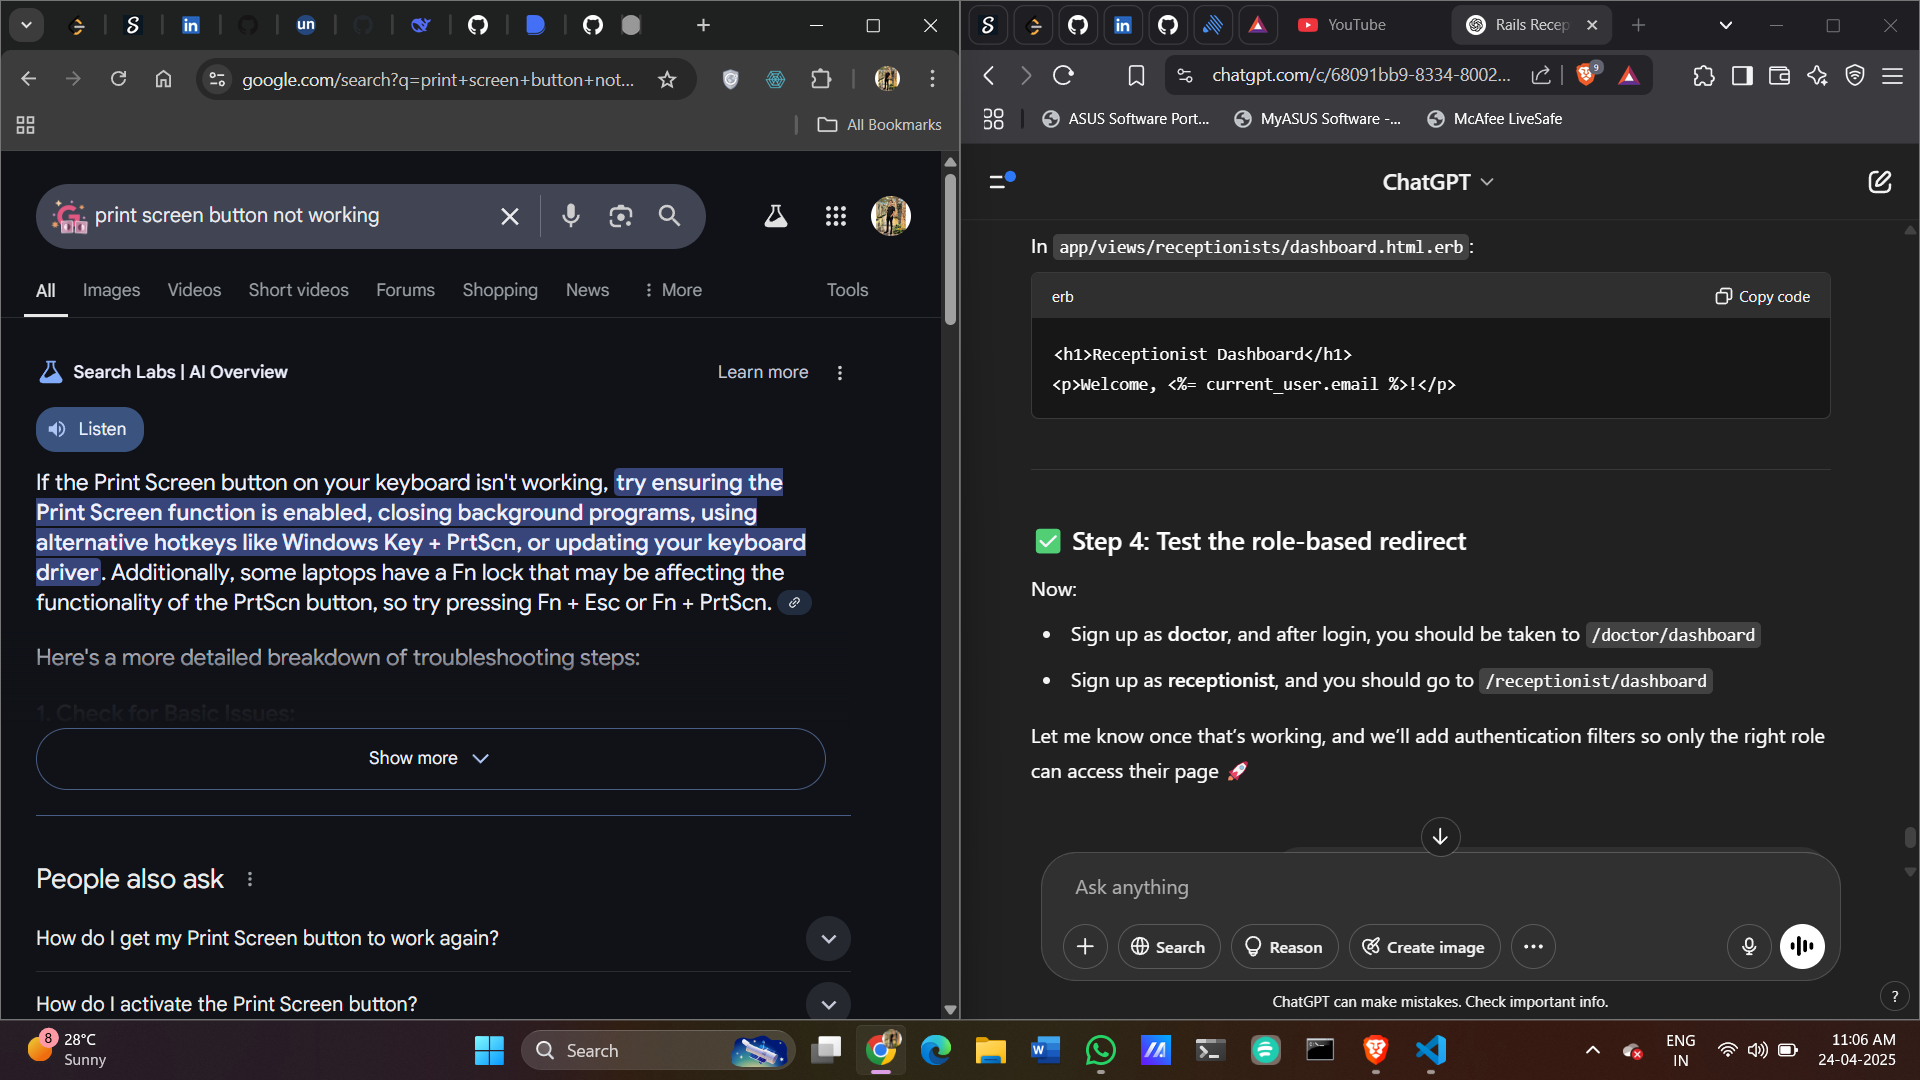 un
google.com/search?q=print+screen+button+not...
All Bookmarks
print screen button not working
All
Images
Videos
Short videos
Forums
Shopping
News
More
Tools
Search Labs | AI Overview
Learn more
Listen
If the Print Screen button on your keyboard isn't working, try ensuring the
Print Screen function is enabled, closing background programs, using
alternative hotkeys like Windows Key + PrtScn, or updating your keyboard
driver. Additionally, some laptops have a Fn lock that may be affecting the
functionality of the PrtScn button, so try pressing Fn + Esc or Fn + PrtScn.
Here's a more detailed breakdown of troubleshooting steps:
1. Check for Basic Issues:
Show more
People also ask
How do I get my Print Screen button to work again?
How do I activate the Print Screen button?
YouTube
Rails Recep
chatgpt.com/c/68091bb9-8334-8002...
9
ASUS Software Port...
MyASUS Software -...
McAfee LiveSafe
ChatGPT
In app/views/receptionists/dashboard.html.erb:
erb
Copy code
<h1>Receptionist Dashboard</h1>
<p>Welcome, <%= current_user.email %>!</p>
✅ Step 4: Test the role-based redirect
Now:
• Sign up as doctor, and after login, you should be taken to /doctor/dashboard
• Sign up as receptionist, and you should go to /receptionist/dashboard
Let me know once that’s working, and we’ll add authentication filters so only the right role
can access their page 🚀
Ask anything
Search
Reason
Create image
ChatGPT can make mistakes. Check important info.
?
8
28°C
Sunny
Search
ENG
IN
11:06 AM
24-04-2025